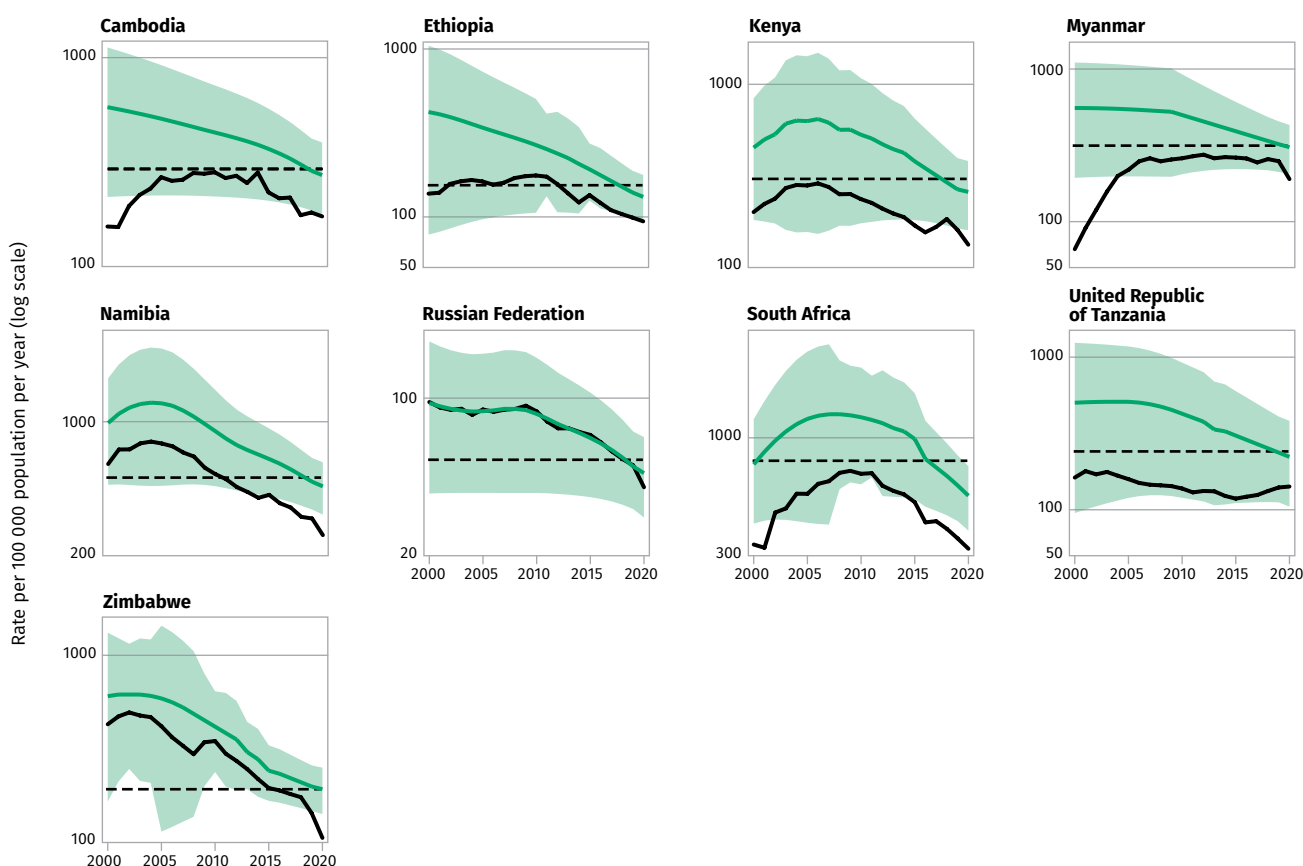 Rate per 100 000 population per year (log scale)
Cambodia
1000
100
Ethiopia
1000
100
50
Kenya
1000
100
Myanmar
1000
100
50
Namibia
1000
200
Russian Federation
100
20
2000 2005 2010 2015 2020
South Africa
1000
300
2000 2005 2010 2015 2020
United Republic
of Tanzania
1000
100
50
2000 2005 2010 2015 2020
Zimbabwe
1000
100
2000 2005 2010 2015 2020